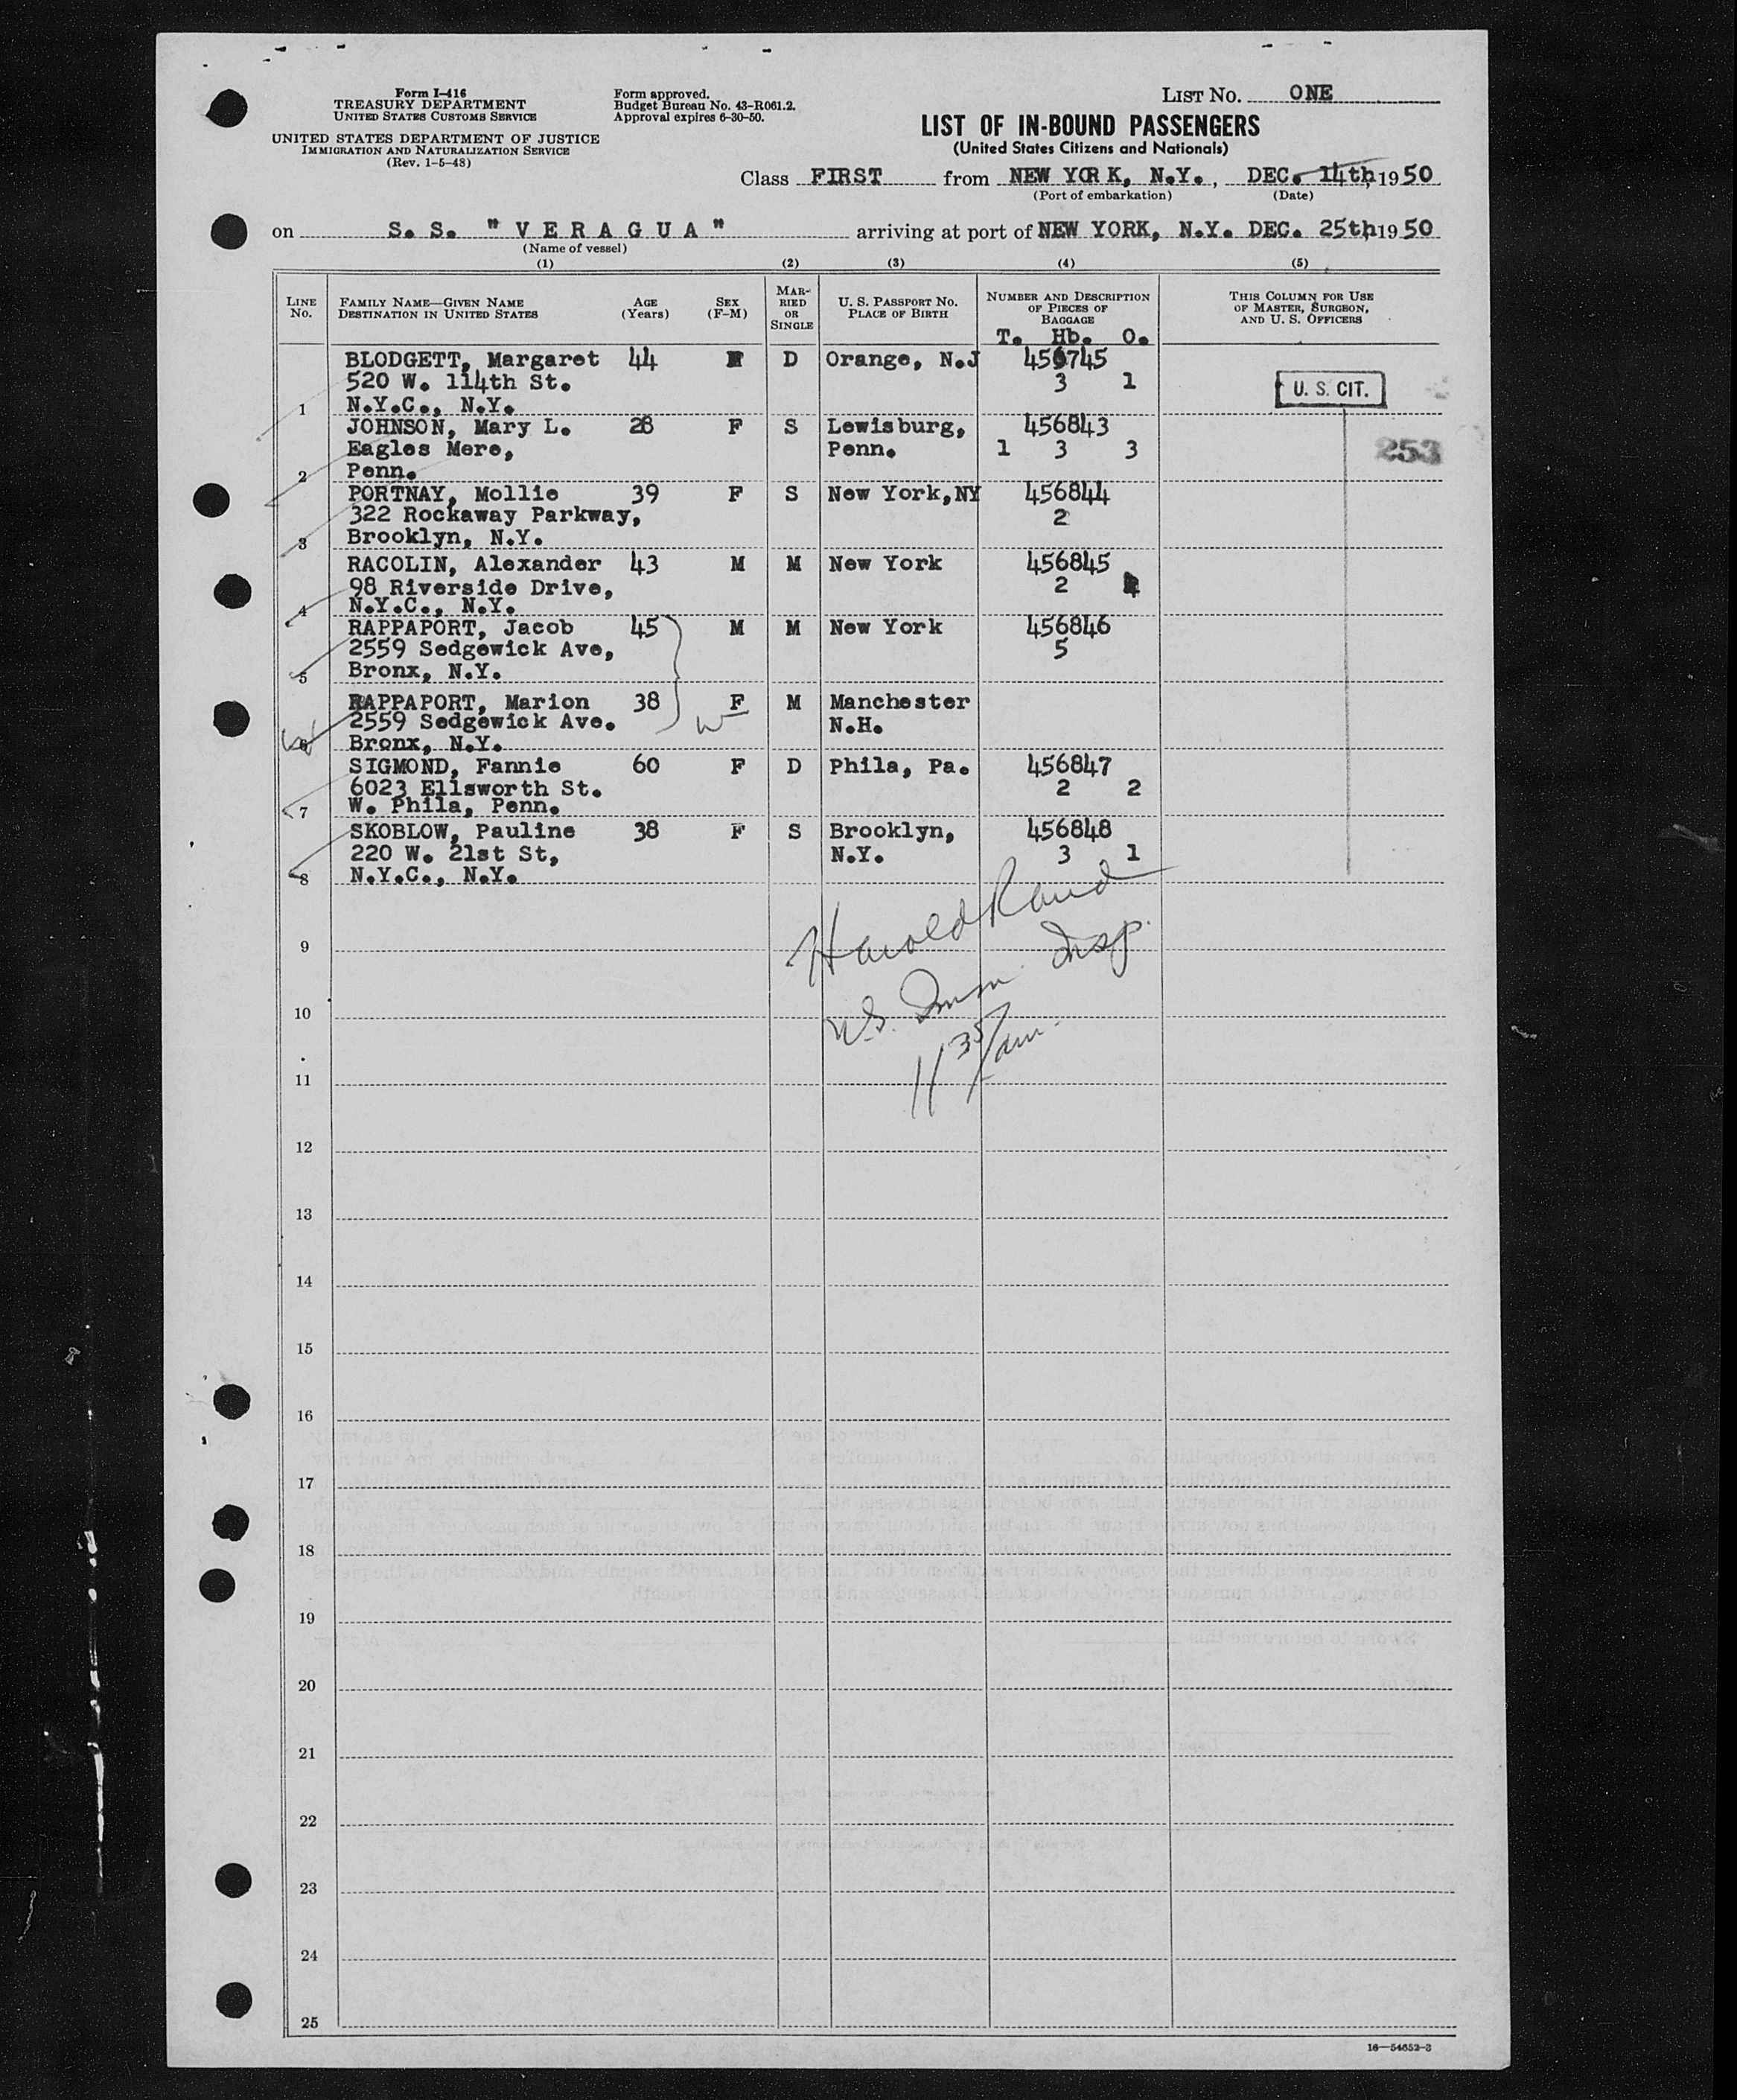 Form I-416
TREASURY DEPARTMENT
UNITED STATES CUSTOMS SERVICE
UNITED STATES DEPARTMENT OF JUSTICE
IMMIGRATION AND NATURALIZATION SERVICE
(Rev. 1-5-48)
Form approved.
Budget Bureau No. 43-R061.2.
Approval expires 6-30-50.
LIST NO. ONE
LIST OF IN-BOUND PASSENGERS
(United States Citizens and Nationals)
Class FIRST from NEW YORK, N.Y., DEC. 14th, 1950
(Port of embarkation) (Date)
on S. S. "VERAGUA" arriving at port of NEW YORK, N.Y. DEC. 25th, 1950
(Name of vessel)
(1) (2) (3) (4) (5)
LINE No. FAMILY NAME—GIVEN NAME DESTINATION IN UNITED STATES AGE (Years) SEX (F-M) MARRIED OR SINGLE U. S. PASSPORT NO. PLACE OF BIRTH NUMBER AND DESCRIPTION OF PIECES OF BAGGAGE THIS COLUMN FOR USE OF MASTER, SURGEON, AND U. S. OFFICERS
T. Hb. O.
BLODGETT, Margaret 44 D Orange, N.J
520 W. 114th St. 3 1 U. S. CIT.
1 N.Y.C., N.Y.
JOHNSON, Mary L. 28 F S Lewisburg, 456843
Eagles Mere, Penn. 1 3 3 253
2 Penn.
PORTNAY, Mollie 39 F S New York,NY 456844
322 Rockaway Parkway, 2
3 Brooklyn, N.Y.
RACOLIN, Alexander 43 M M New York 456845
98 Riverside Drive, 2
4 N.Y.C., N.Y.
RAPPAPORT, Jacob 45 M M New York 456846
2559 Sedgewick Ave, 5
5 Bronx, N.Y.
RAPPAPORT, Marion 38 F M Manchester
2559 Sedgewick Ave. W N.H.
6 Bronx, N.Y.
SIGMOND, Fannie 60 F D Phila, Pa. 456847
6023 Ellsworth St. 2 2
7 W. Phila, Penn.
SKOBLOW, Pauline 38 F S Brooklyn, 456848
220 W. 21st St, N.Y. 3 1
8 N.Y.C., N.Y.
Harold Rand
9
U.S. Imm. Insp.
10
11 35/am.
11
12
13
14
15
16
17
18
19
20
21
22
23
24
25
16—54652-3